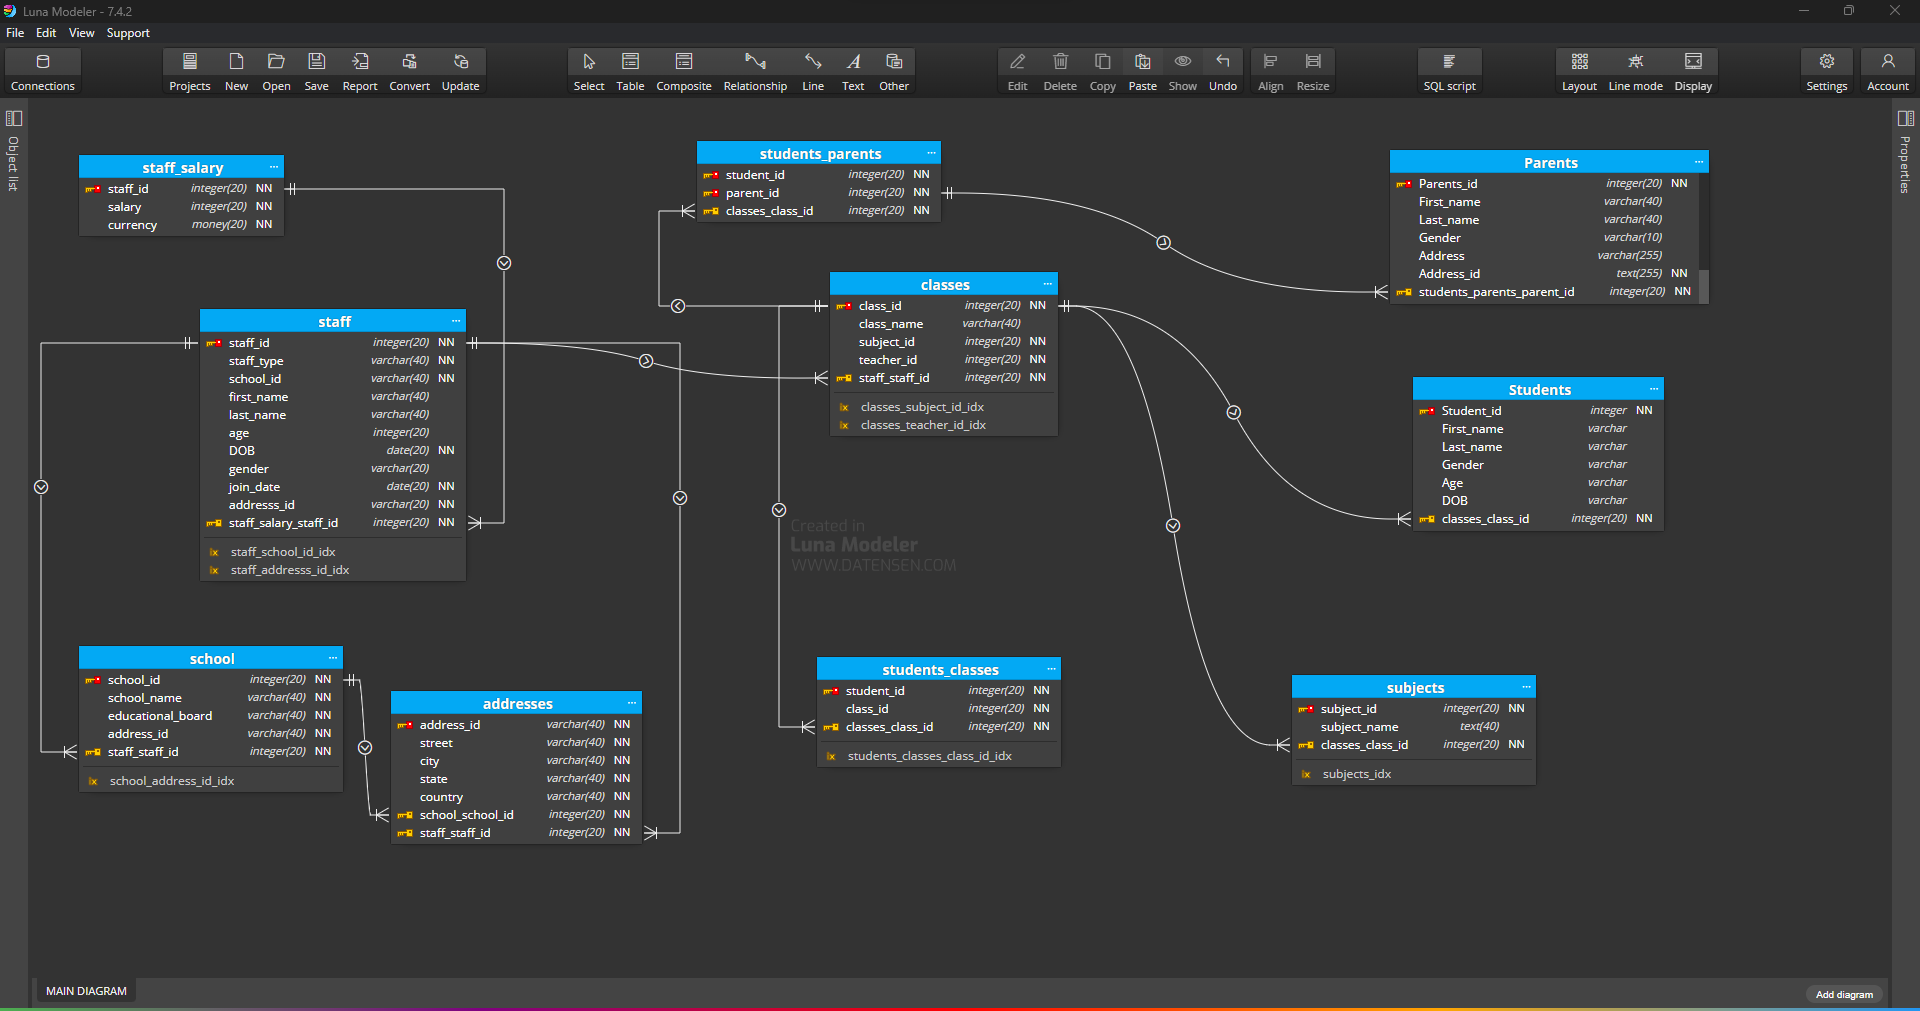 Luna Modeler - 7.4.2
File Edit View Support
Connections Projects New Open Save Report Convert Update Select Table Composite Relationship Line Text Other Edit Delete Copy Paste Show Undo Align Resize SQL script Layout Line mode Display Settings Account
Object list
Properties
staff_salary
staff_id integer(20) NN
salary integer(20) NN
currency money(20) NN
students_parents
student_id integer(20) NN
parent_id integer(20) NN
classes_class_id integer(20) NN
Parents
Parents_id integer(20) NN
First_name varchar(40)
Last_name varchar(40)
Gender varchar(10)
Address varchar(255)
Address_id text(255) NN
students_parents_parent_id integer(20) NN
classes
class_id integer(20) NN
class_name varchar(40)
subject_id integer(20) NN
teacher_id integer(20) NN
staff_staff_id integer(20) NN
classes_subject_id_idx
classes_teacher_id_idx
staff
staff_id integer(20) NN
staff_type varchar(40) NN
school_id varchar(40) NN
first_name varchar(40)
last_name varchar(40)
age integer(20)
DOB date(20) NN
gender varchar(20)
join_date date(20) NN
addresss_id varchar(20) NN
staff_salary_staff_id integer(20) NN
staff_school_id_idx
staff_addresss_id_idx
Students
Student_id integer NN
First_name varchar
Last_name varchar
Gender varchar
Age varchar
DOB varchar
classes_class_id integer(20) NN
Created in
Luna Modeler
WWW.DATENSEN.COM
school
school_id integer(20) NN
school_name varchar(40) NN
educational_board varchar(40) NN
address_id varchar(40) NN
staff_staff_id integer(20) NN
school_address_id_idx
addresses
address_id varchar(40) NN
street varchar(40) NN
city varchar(40) NN
state varchar(40) NN
country varchar(40) NN
school_school_id integer(20) NN
staff_staff_id integer(20) NN
students_classes
student_id integer(20) NN
class_id integer(20) NN
classes_class_id integer(20) NN
students_classes_class_id_idx
subjects
subject_id integer(20) NN
subject_name text(40)
classes_class_id integer(20) NN
subjects_idx
MAIN DIAGRAM
Add diagram